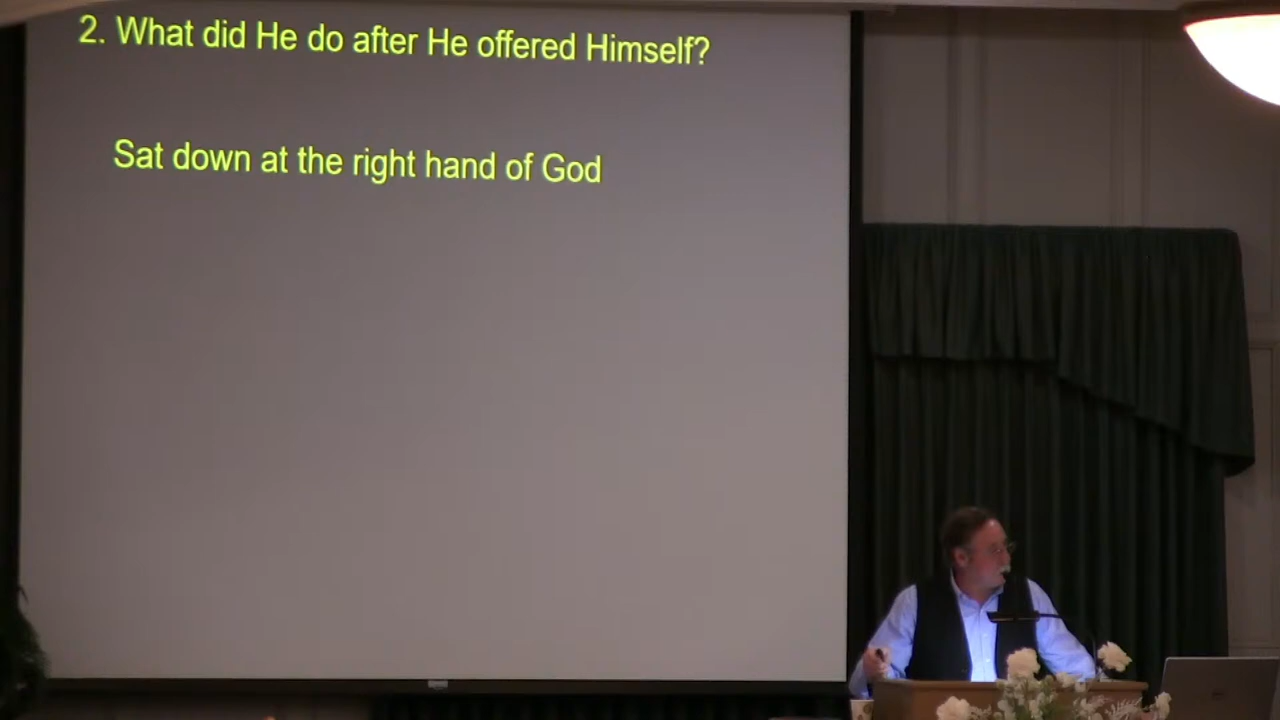 2. What did He do after He offered Himself?
Sat down at the right hand of God